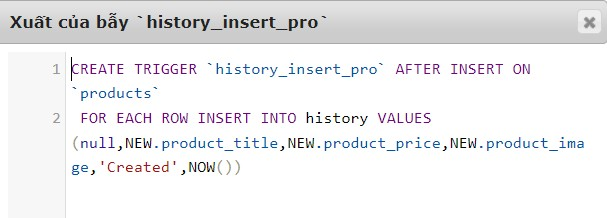 Xuất của bẫy `history_insert_pro`
1 CREATE TRIGGER `history_insert_pro` AFTER INSERT ON
`products`
2 FOR EACH ROW INSERT INTO history VALUES
(null,NEW.product_title,NEW.product_price,NEW.product_ima
ge,'Created',NOW())